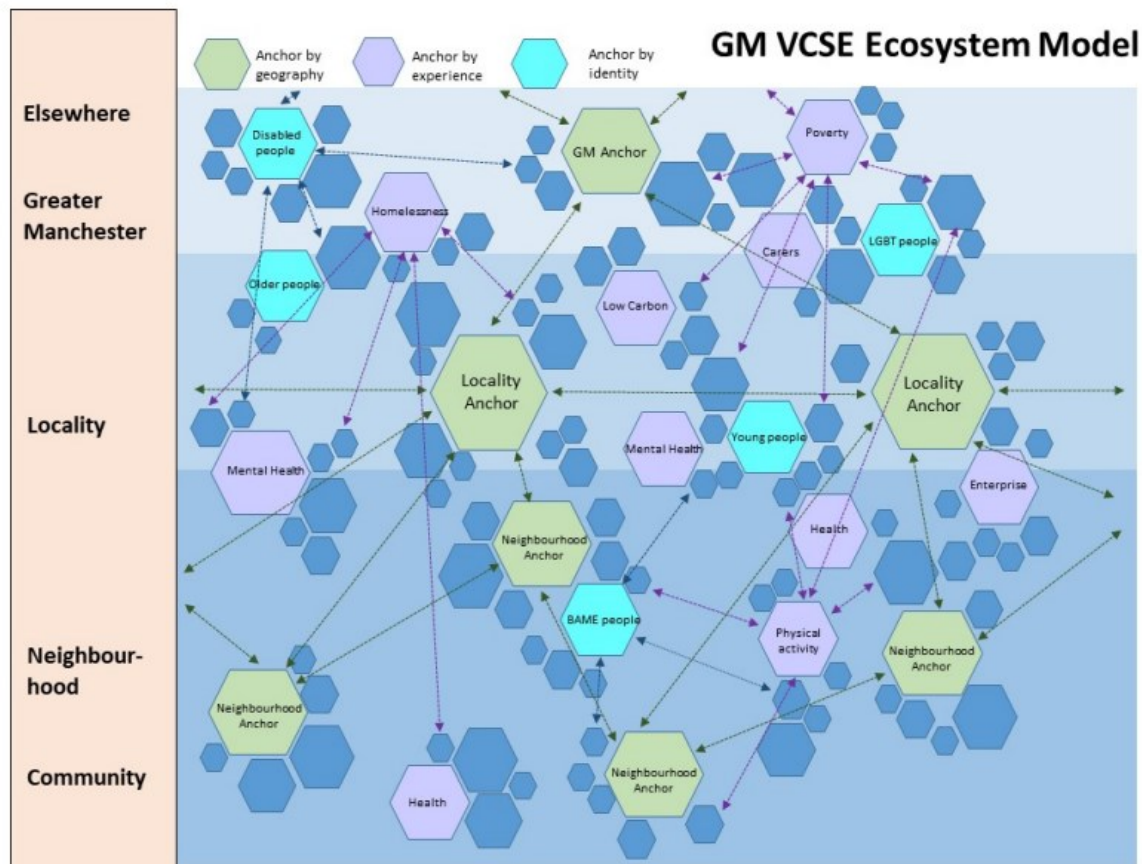 GM VCSE Ecosystem Model
Anchor by
geography
Anchor by
experience
Anchor by
identity
Elsewhere
Greater
Manchester
Locality
Neighbour-
hood
Community
Disabled
people
GM Anchor
Poverty
Homelessness
Carers
LGBT people
Older people
Low Carbon
Locality
Anchor
Locality
Anchor
Mental Health
Mental Health
Young people
Enterprise
Neighbourhood
Anchor
Health
BAME people
Physical
activity
Neighbourhood
Anchor
Neighbourhood
Anchor
Neighbourhood
Anchor
Health